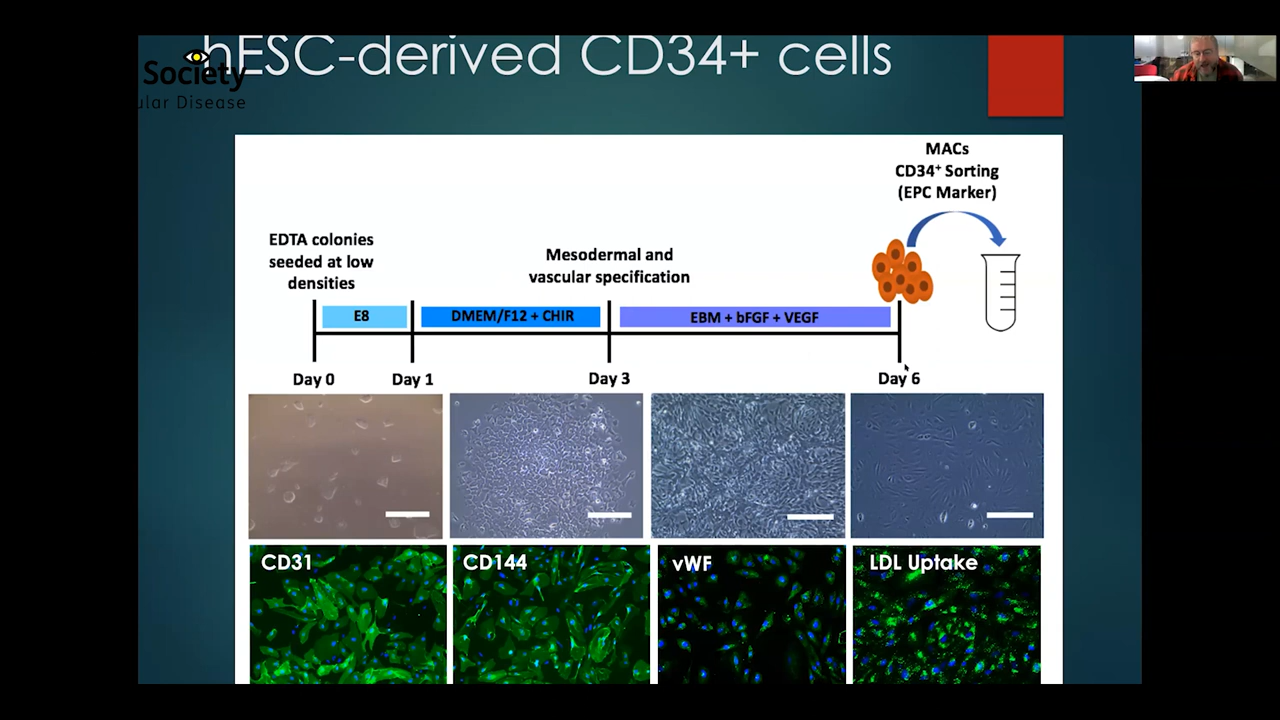 hESC-derived CD34+ cells
Society
ular Disease
MACs
CD34+ Sorting
(EPC Marker)
EDTA colonies
seeded at low
densities
Mesodermal and
vascular specification
E8
DMEM/F12 + CHIR
EBM + bFGF + VEGF
Day 0
Day 1
Day 3
Day 6
CD31
CD144
vWF
LDL Uptake